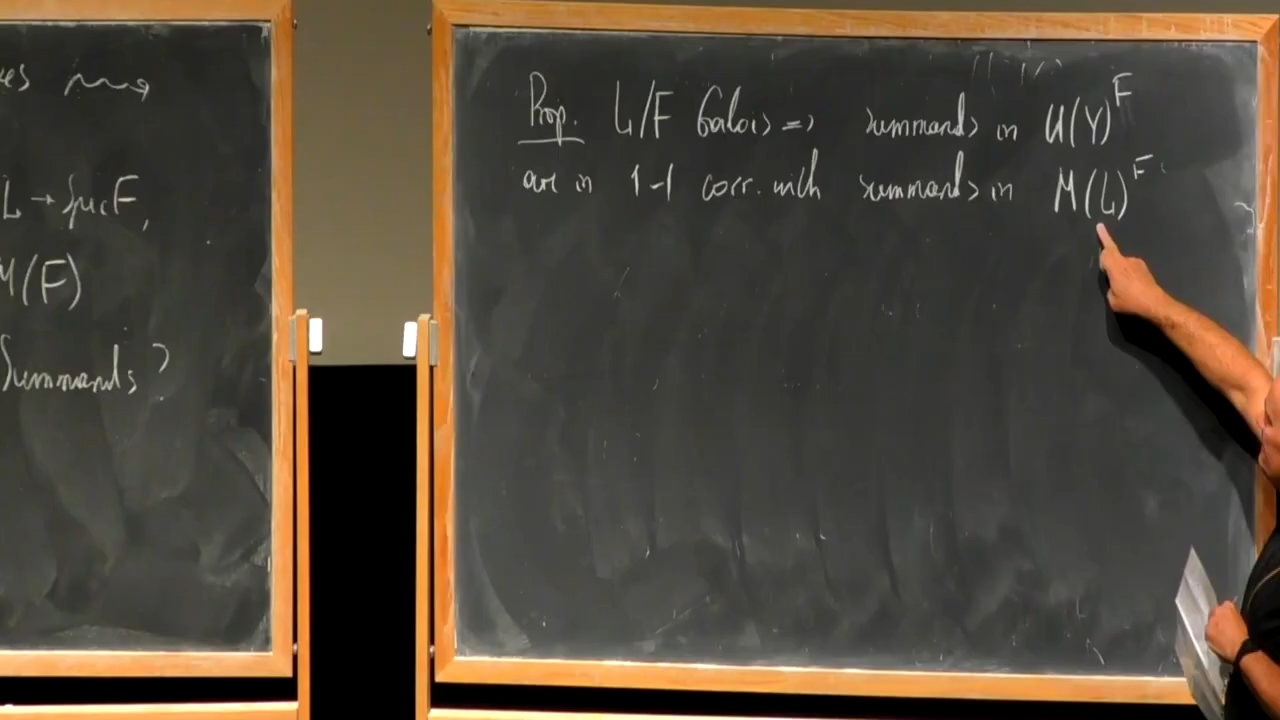 ⇝
L → Spec F,
M(F)
Summands?
Prop. L/F Galois => summands in U(Y)^F
are in 1-1 corr. with summands in M(L)^F